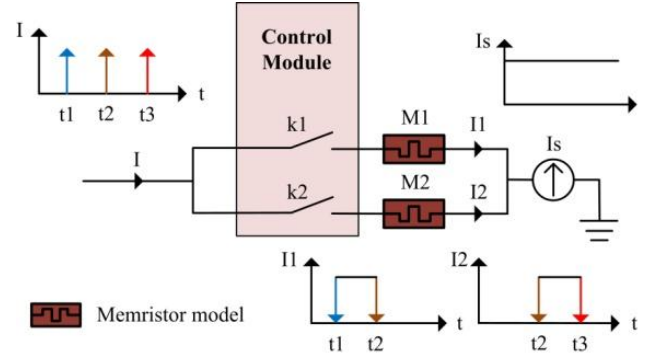 I
t
t1 t2 t3
Control
Module
k1
k2
I
M1
M2
I1
I2
Is
Is
I1
t
t1 t2
I2
t
t2 t3
Memristor model